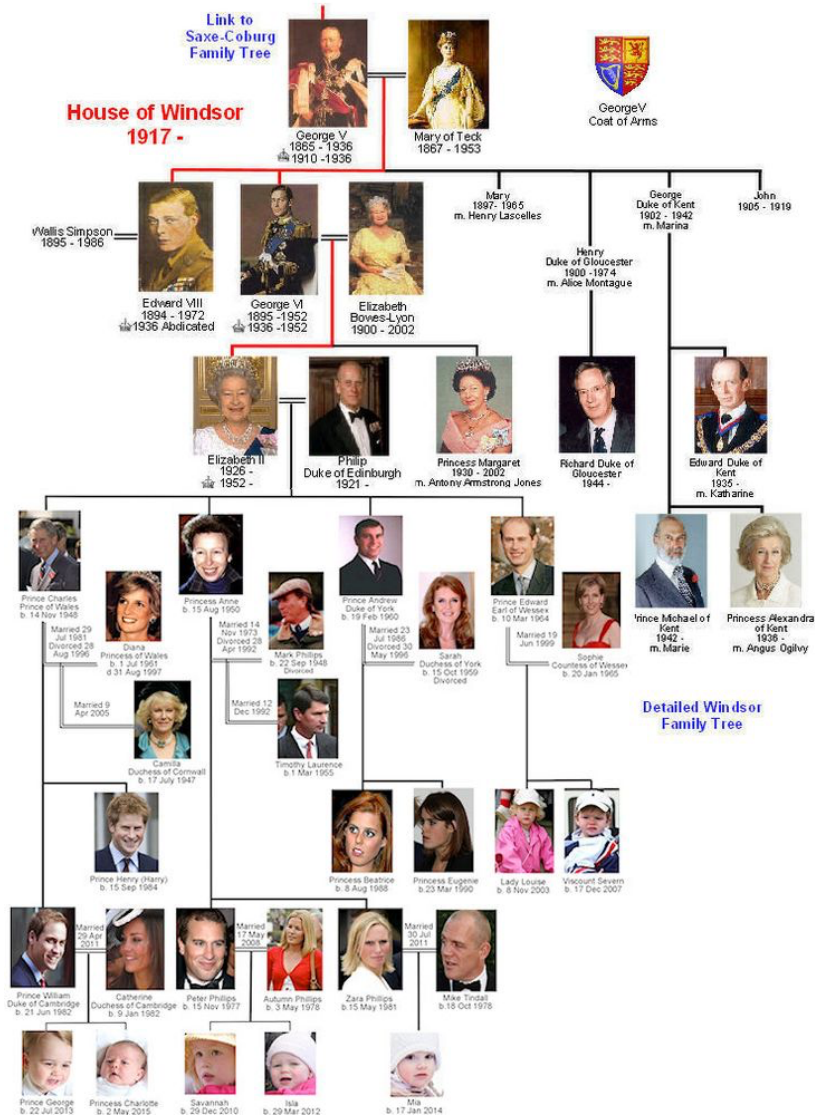 Link to
Saxe-Coburg
Family Tree
House of Windsor
1917 -
George V
1865 - 1936
1910 -1936
Mary of Teck
1867 - 1953
GeorgeV
Coat of Arms
Wallis Simpson
1895 - 1986
Edward VIII
1894 - 1972
1936 Abdicated
George VI
1895 -1952
1936 -1952
Elizabeth
Bowes-Lyon
1900 - 2002
Mary
1897- 1965
m. Henry Lascelles
Henry
Duke of Gloucester
1900 -1974
m. Alice Montague
George
Duke of Kent
1902 - 1942
m. Marina
John
1905 - 1919
Elizabeth II
1926 -
1952 -
Philip
Duke of Edinburgh
1921 -
Princess Margaret
1930 - 2002
m. Antony Armstrong Jones
Richard Duke of
Gloucester
1944 -
Edward Duke of
Kent
1935 -
m. Katharine
Prince Charles
Prince of Wales
b. 14 Nov 1948
Married 29
Jul 1981
Divorced 28
Aug 1996
Diana
Princess of Wales
b. 1 Jul 1961
d 31 Aug 1997
Married 9
Apr 2005
Camilla
Duchess of Cornwall
b. 17 July 1947
Princess Anne
b. 15 Aug 1950
Married 14
Nov 1973
Divorced 28
Apr 1992
Mark Phillips
b. 22 Sep 1948
Divorced
Married 12
Dec 1992
Timothy Laurence
b.1 Mar 1955
Prince Andrew
Duke of York
b. 19 Feb 1960
Married 23
Jul 1986
Divorced 30
May 1996
Sarah
Duchess of York
b. 15 Oct 1959
Divorced
Prince Edward
Earl of Wessex
b. 10 Mar 1964
Married 19
Jun 1999
Sophie
Countess of Wessex
b. 20 Jan 1965
Prince Michael of
Kent
1942 -
m. Marie
Princess Alexandra
of Kent
1936 -
m. Angus Ogilvy
Detailed Windsor
Family Tree
Prince Henry (Harry)
b. 15 Sep 1984
Princess Beatrice
b. 8 Aug 1988
Princess Eugenie
b.23 Mar 1990
Lady Louise
b. 8 Nov 2003
Viscount Severn
b. 17 Dec 2007
Prince William
Duke of Cambridge
b. 21 Jun 1982
Married
29 Apr
2011
Catherine
Duchess of Cambridge
b. 9 Jan 1982
Peter Phillips
b. 15 Nov 1977
Married
17 May
2008
Autumn Phillips
b. 3 May 1978
Zara Phillips
b.15 May 1981
Married
30 Jul
2011
Mike Tindall
b.18 Oct 1978
Prince George
b. 22 Jul 2013
Princess Charlotte
b. 2 May 2015
Savannah
b. 29 Dec 2010
Isla
b. 29 Mar 2012
Mia
b. 17 Jan 2014